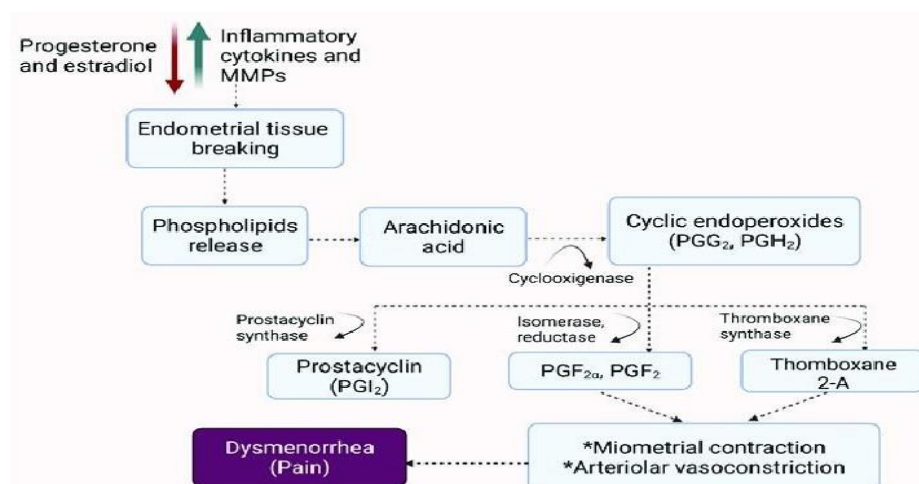 Progesterone
and estradiol
Inflammatory
cytokines and
MMPs
Endometrial tissue
breaking
Phospholipids
release
Arachidonic
acid
Cyclic endoperoxides
(PGG₂, PGH₂)
Cyclooxigenase
Prostacyclin
synthase
Isomerase,
reductase
Thromboxane
synthase
Prostacyclin
(PGI₂)
PGF₂α, PGF₂
Thomboxane
2-A
Dysmenorrhea
(Pain)
*Miometrial contraction
*Arteriolar vasoconstriction